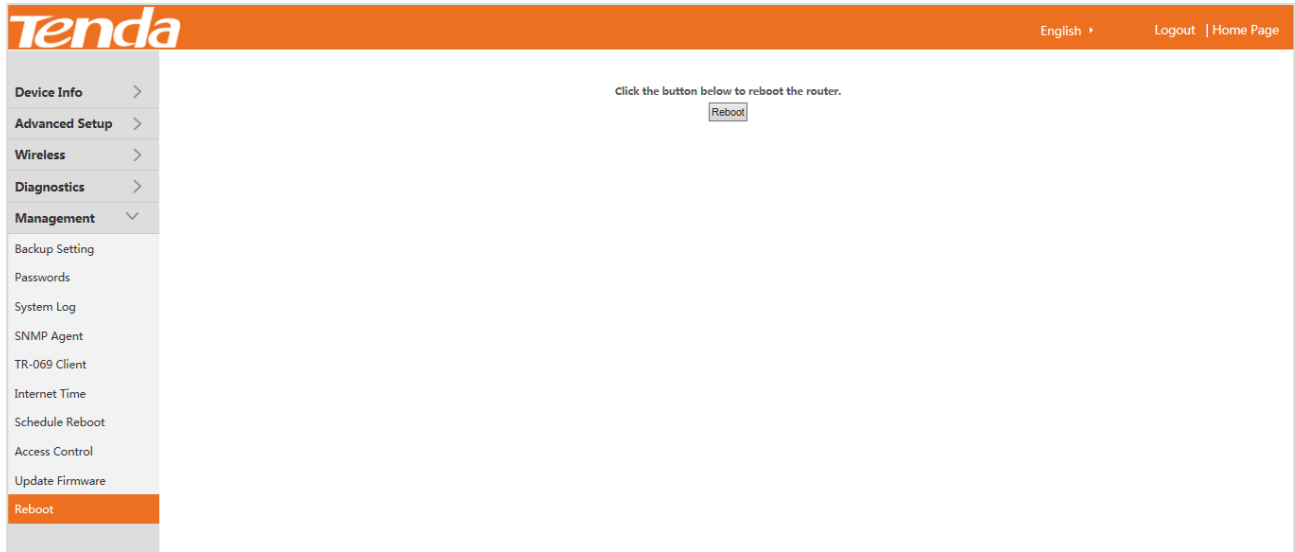 Tenda
English
Logout | Home Page
Device Info
Advanced Setup
Wireless
Diagnostics
Management
Backup Setting
Passwords
System Log
SNMP Agent
TR-069 Client
Internet Time
Schedule Reboot
Access Control
Update Firmware
Reboot
Click the button below to reboot the router.
Reboot